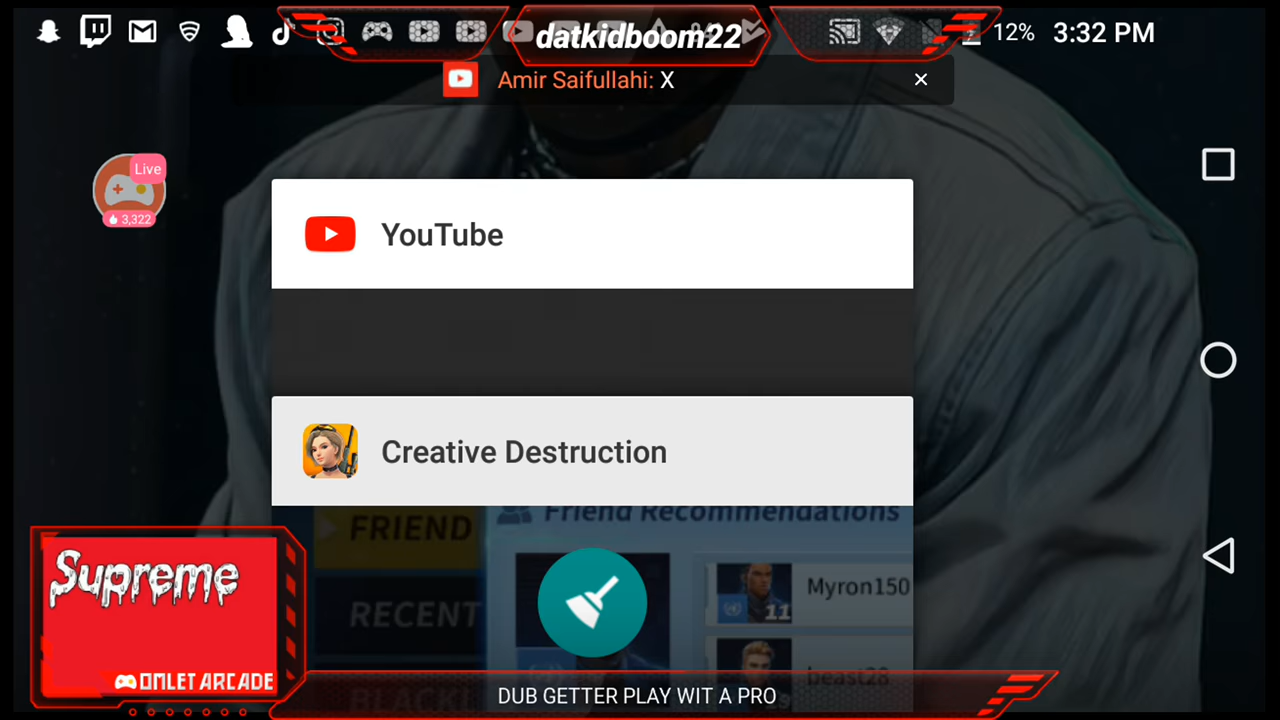 datkidboom22
12% 3:32 PM
Amir Saifullahi: X
Live
3,322
YouTube
Creative Destruction
Friend Recommendations
FRIEND
Myron150
11
RECENT
beast28
Supreme
OMLET ARCADE
DUB GETTER PLAY WIT A PRO